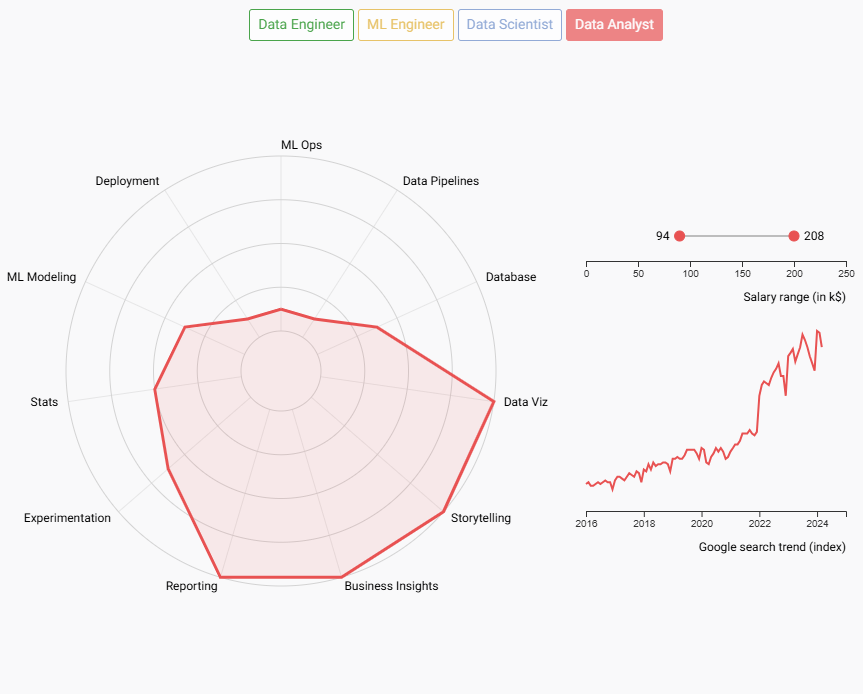 Data Engineer ML Engineer Data Scientist Data Analyst
ML Ops
Deployment Data Pipelines
ML Modeling Database
Stats Data Viz
Experimentation Storytelling
Reporting Business Insights
94 208
0 50 100 150 200 250
Salary range (in k$)
2016 2018 2020 2022 2024
Google search trend (index)